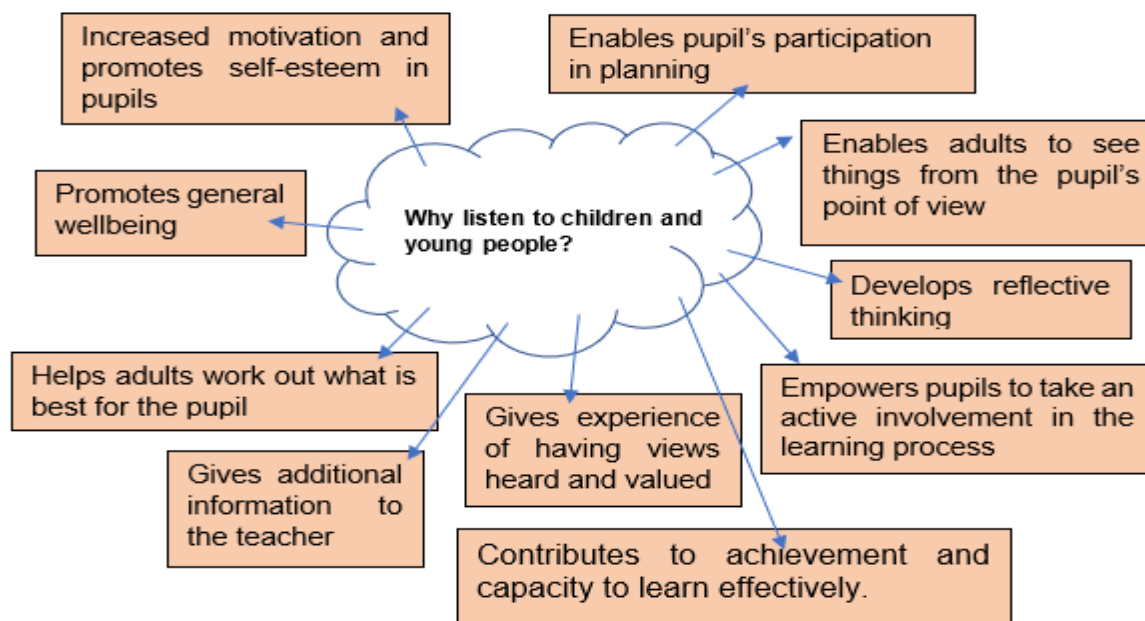 Increased motivation and
promotes self-esteem in
pupils
Enables pupil’s participation
in planning
Enables adults to see
things from the pupil’s
point of view
Promotes general
wellbeing
Why listen to children and
young people?
Develops reflective
thinking
Helps adults work out what is
best for the pupil
Empowers pupils to take an
active involvement in the
learning process
Gives experience
of having views
heard and valued
Gives additional
information to
the teacher
Contributes to achievement and
capacity to learn effectively.